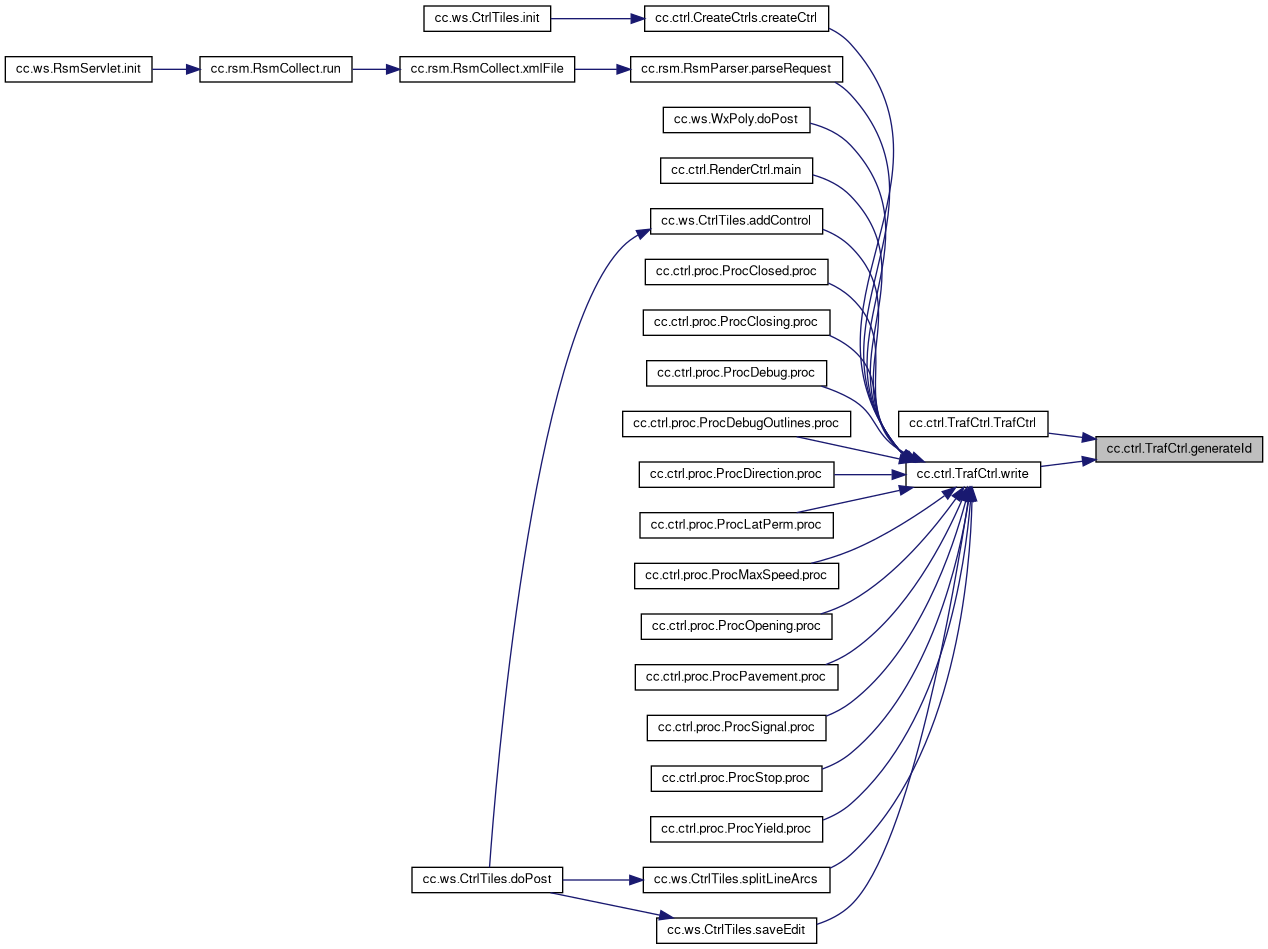 cc.ws.CtrlTiles.init
cc.ctrl.CreateCtrls.createCtrl
cc.ws.RsmServlet.init
cc.rsm.RsmCollect.run
cc.rsm.RsmCollect.xmlFile
cc.rsm.RsmParser.parseRequest
cc.ws.WxPoly.doPost
cc.ctrl.RenderCtrl.main
cc.ws.CtrlTiles.addControl
cc.ctrl.proc.ProcClosed.proc
cc.ctrl.proc.ProcClosing.proc
cc.ctrl.proc.ProcDebug.proc
cc.ctrl.proc.ProcDebugOutlines.proc
cc.ctrl.TrafCtrl.TrafCtrl
cc.ctrl.TrafCtrl.generateId
cc.ctrl.proc.ProcDirection.proc
cc.ctrl.TrafCtrl.write
cc.ctrl.proc.ProcLatPerm.proc
cc.ctrl.proc.ProcMaxSpeed.proc
cc.ctrl.proc.ProcOpening.proc
cc.ctrl.proc.ProcPavement.proc
cc.ctrl.proc.ProcSignal.proc
cc.ctrl.proc.ProcStop.proc
cc.ctrl.proc.ProcYield.proc
cc.ws.CtrlTiles.doPost
cc.ws.CtrlTiles.splitLineArcs
cc.ws.CtrlTiles.saveEdit